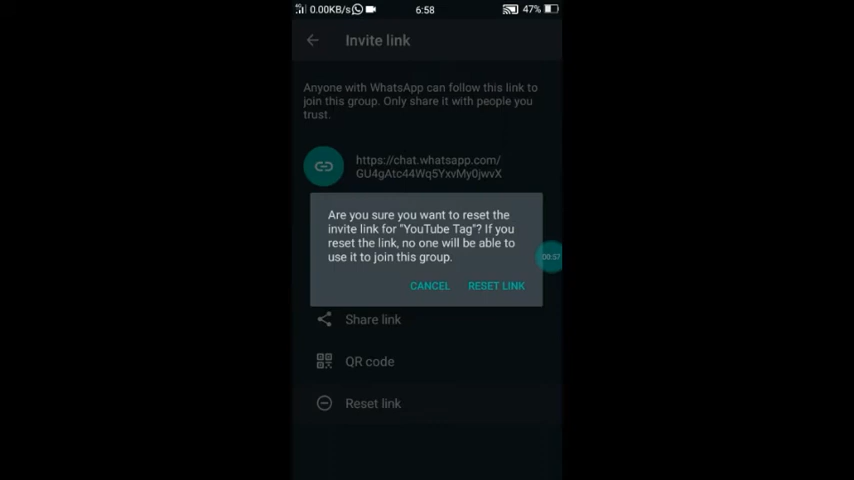 4G 0.00KB/s 6:58 47%
Invite link
Anyone with WhatsApp can follow this link to
join this group. Only share it with people you
trust.
https://chat.whatsapp.com/
GU4gAtc44Wq5YxvMy0jwvX
Are you sure you want to reset the
invite link for "YouTube Tag"? If you
reset the link, no one will be able to
use it to join this group.
00:57
CANCEL RESET LINK
Share link
QR code
Reset link